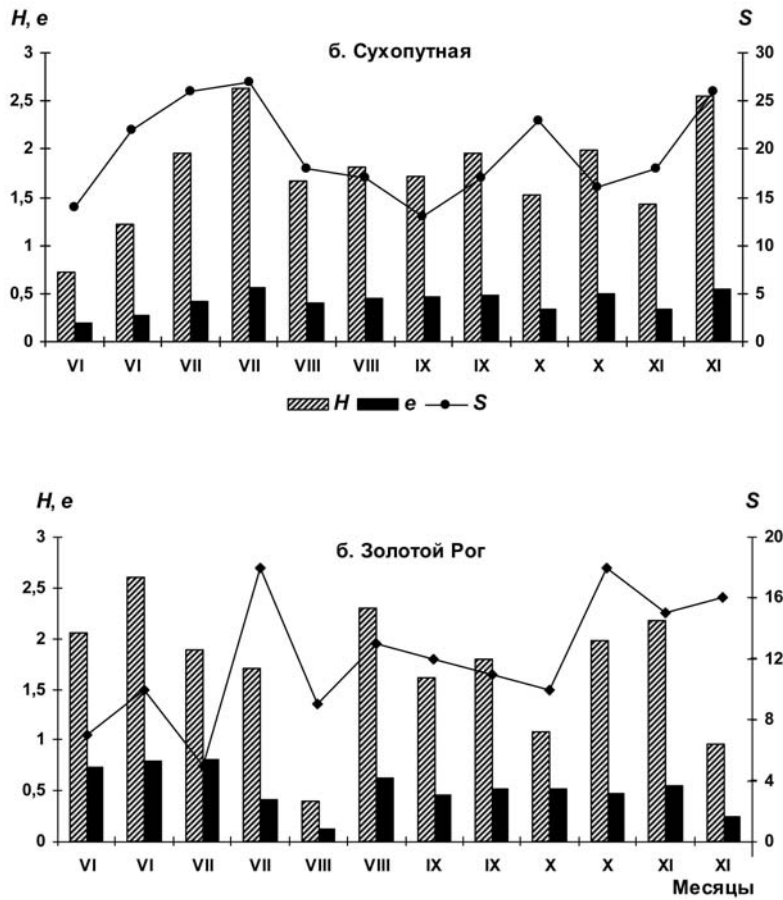 H, e S
б. Сухопутная
3 30
2,5 25
2 20
1,5 15
1 10
0,5 5
0 0
VI VI VII VII VIII VIII IX IX X X XI XI
H e S
H, e S
б. Золотой Рог
3 20
2,5 16
2 12
1,5 8
1 4
0,5 0
0
VI VI VII VII VIII VIII IX IX X X XI XI
Месяцы